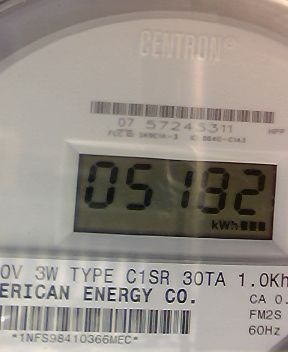 CENTRON®
07 57245311
05182
kWh
0V 3W TYPE C1SR 30TA 1.0Kh
ERICAN ENERGY CO.
CA 0.
FM2S
60Hz
*1NFS98410366MEC*